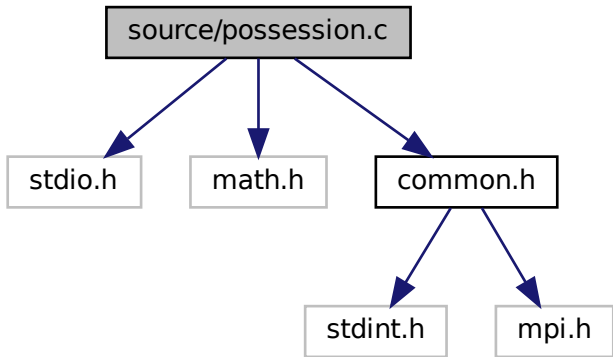 source/possession.c
stdio.h
math.h
common.h
stdint.h
mpi.h